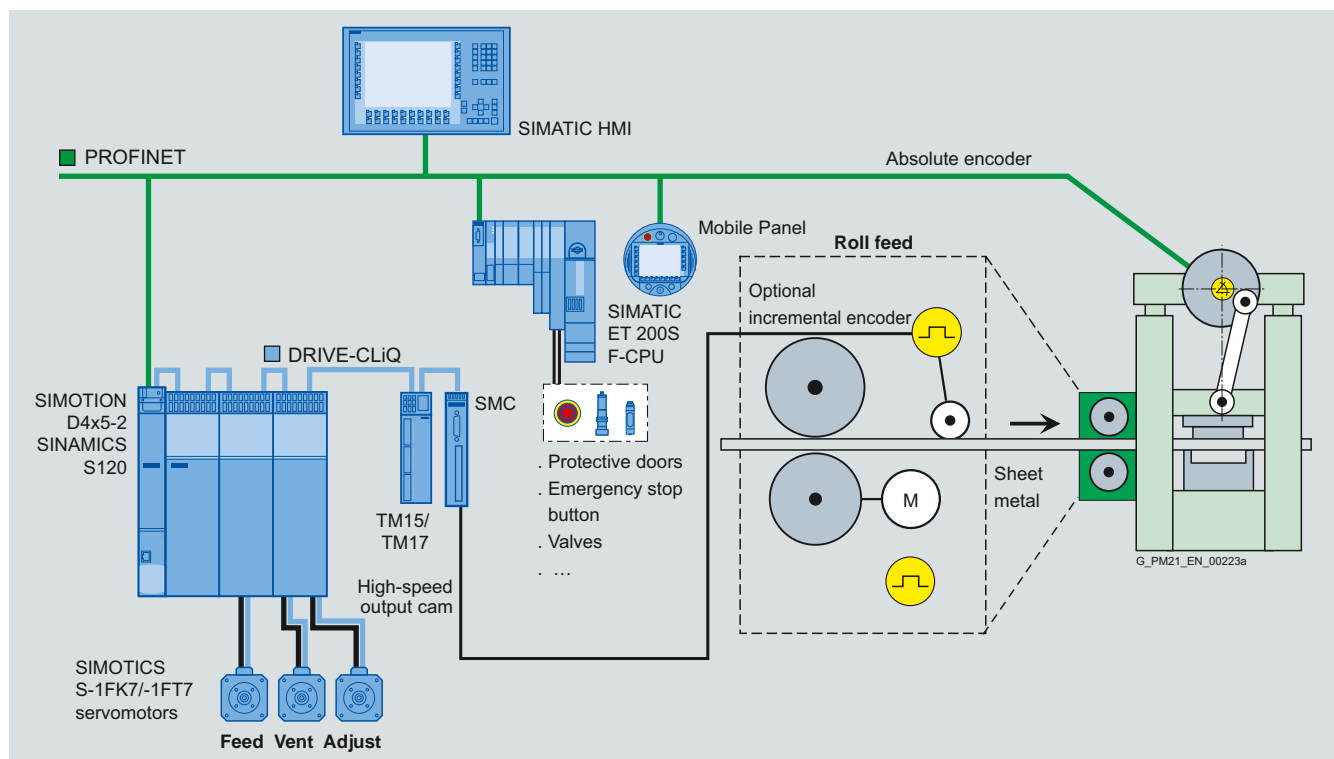 SIMATIC HMI
PROFINET
Absolute encoder
Mobile Panel
Roll feed
Optional
incremental encoder
SIMATIC
ET 200S
F-CPU
DRIVE-CLiQ
SIMOTION
D4x5-2
SINAMICS
S120
SMC
TM15/
TM17
. Protective doors
. Emergency stop
button
. Valves
. ...
High-speed
output cam
M
Sheet
metal
G_PM21_EN_00223a
SIMOTICS
S-1FK7/-1FT7
servomotors
Feed Vent Adjust